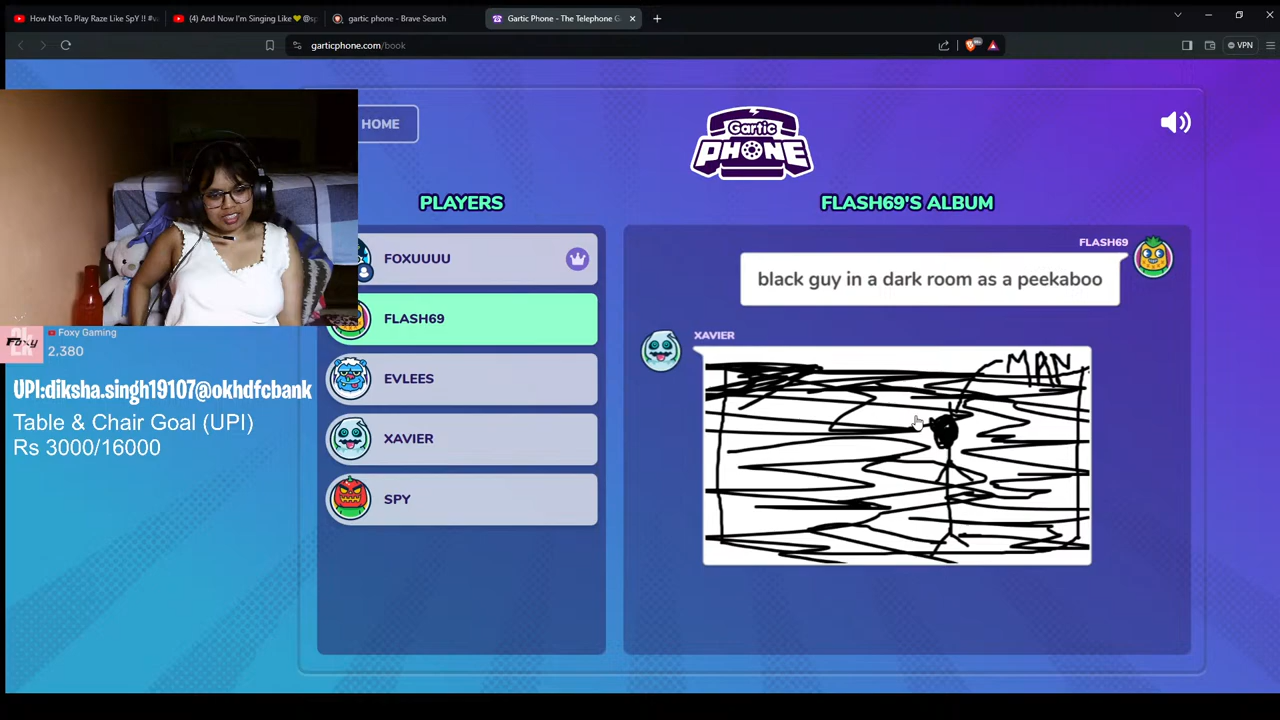 How Not To Play Raze Like SpY !! #va
(4) And Now I'm Singing Like💛@sp
gartic phone - Brave Search
Gartic Phone - The Telephone G
garticphone.com/book
VPN
HOME
Gartic
PHONE
PLAYERS
FLASH69'S ALBUM
FOXUUUU
FLASH69
EVLEES
XAVIER
SPY
FLASH69
black guy in a dark room as a peekaboo
XAVIER
MAN
Foxy
Foxy Gaming
2,380
UPI:diksha.singh19107@okhdfcbank
Table & Chair Goal (UPI)
Rs 3000/16000